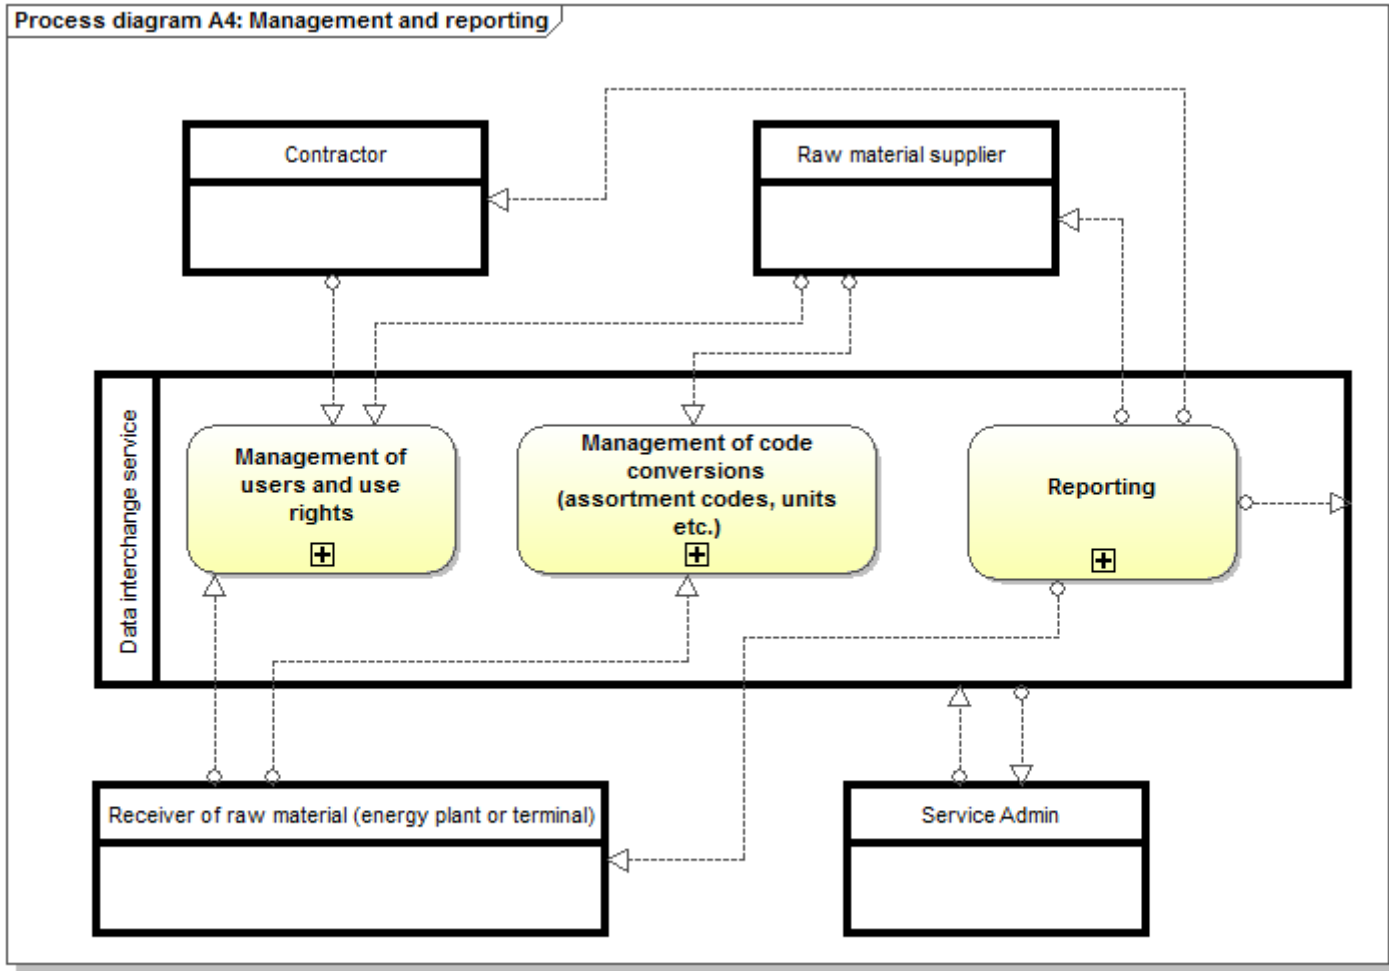 Process diagram A4: Management and reporting
Contractor
Raw material supplier
Data interchange service
Management of
users and use
rights
Management of code
conversions
(assortment codes, units
etc.)
Reporting
Receiver of raw material (energy plant or terminal)
Service Admin